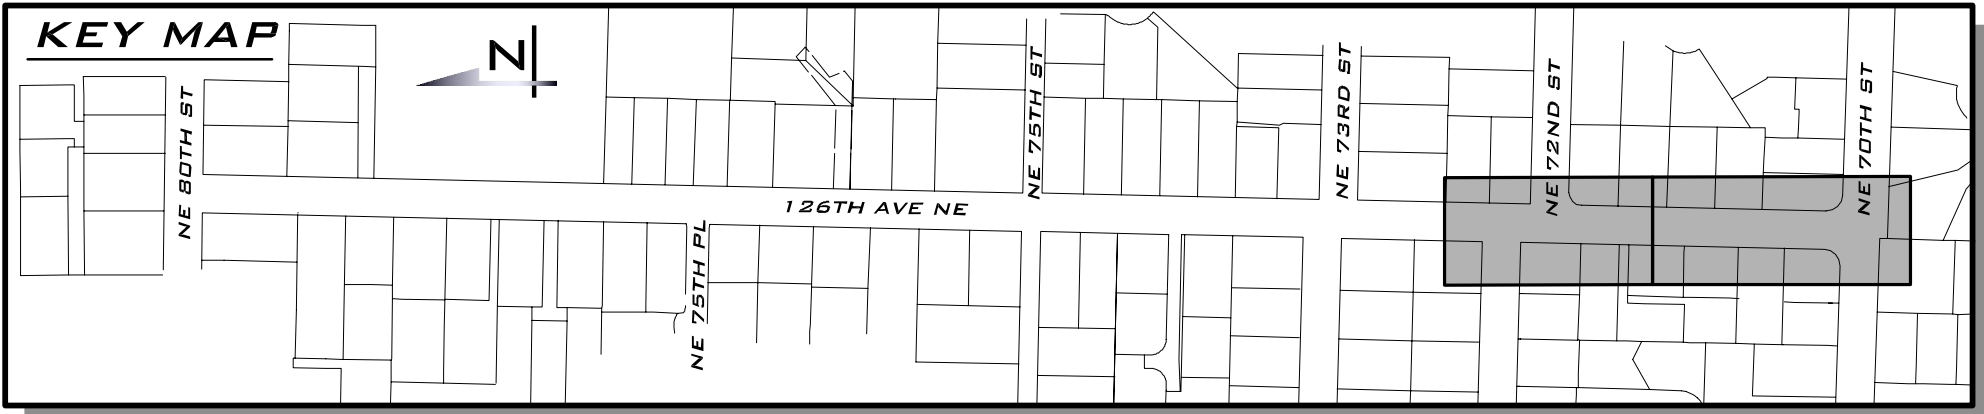 KEY MAP
N
NE 80TH ST
126TH AVE NE
NE 75TH PL
NE 75TH ST
NE 73RD ST
NE 72ND ST
NE 70TH ST